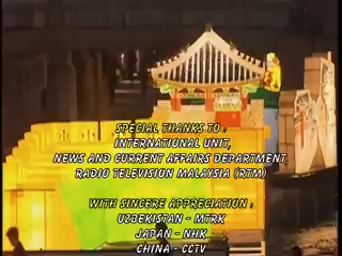 SPECIAL THANKS TO :
INTERNATIONAL UNIT,
NEWS AND CURRENT AFFAIRS DEPARTMENT,
RADIO TELEVISION MALAYSIA (RTM)
WITH SINCERE APPRECIATION :
UZBEKISTAN - MTRK
JAPAN - NHK
CHINA - CCTV